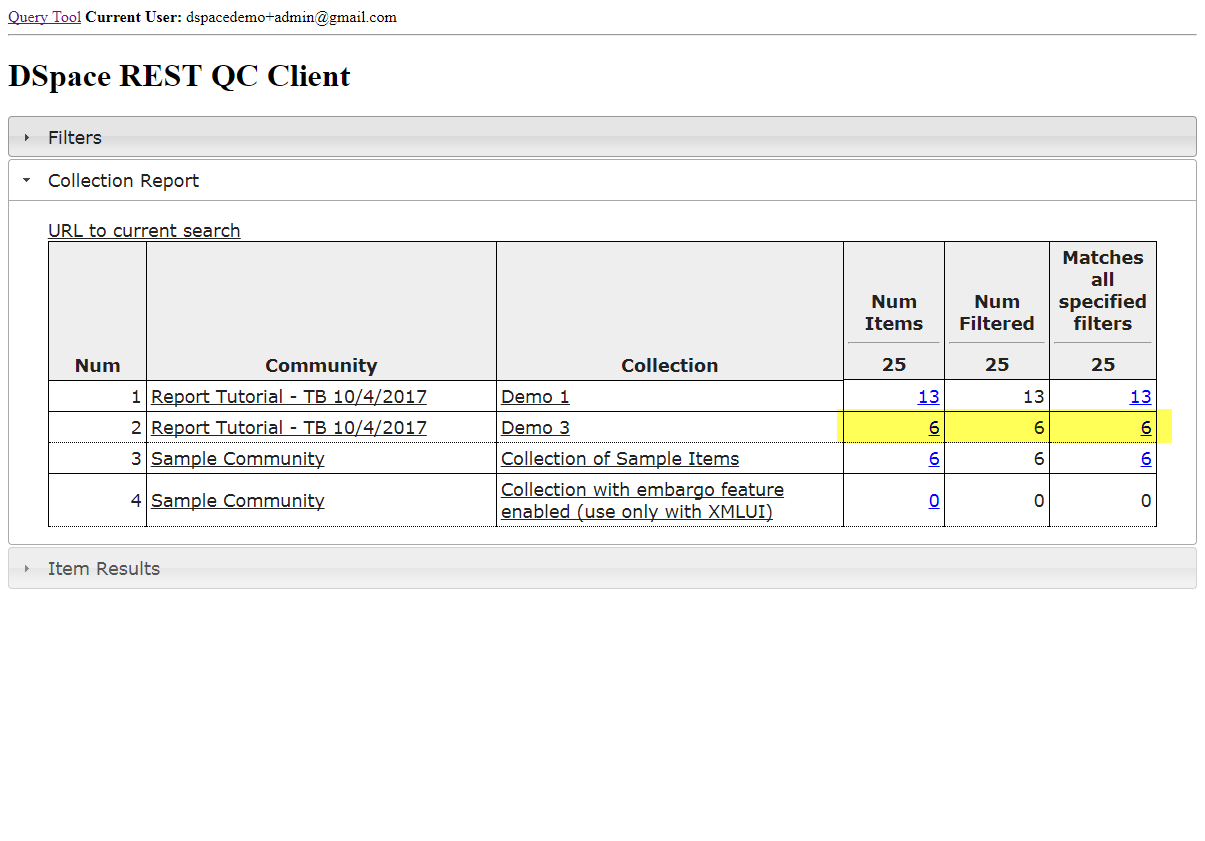 Query Tool Current User: dspacedemo+admin@gmail.com
DSpace REST QC Client
Filters
Collection Report
URL to current search
Num Community Collection Num Items Num Filtered Matches all specified filters
25 25 25
1 Report Tutorial - TB 10/4/2017 Demo 1 13 13 13
2 Report Tutorial - TB 10/4/2017 Demo 3 6 6 6
3 Sample Community Collection of Sample Items 6 6 6
4 Sample Community Collection with embargo feature enabled (use only with XMLUI) 0 0 0
Item Results